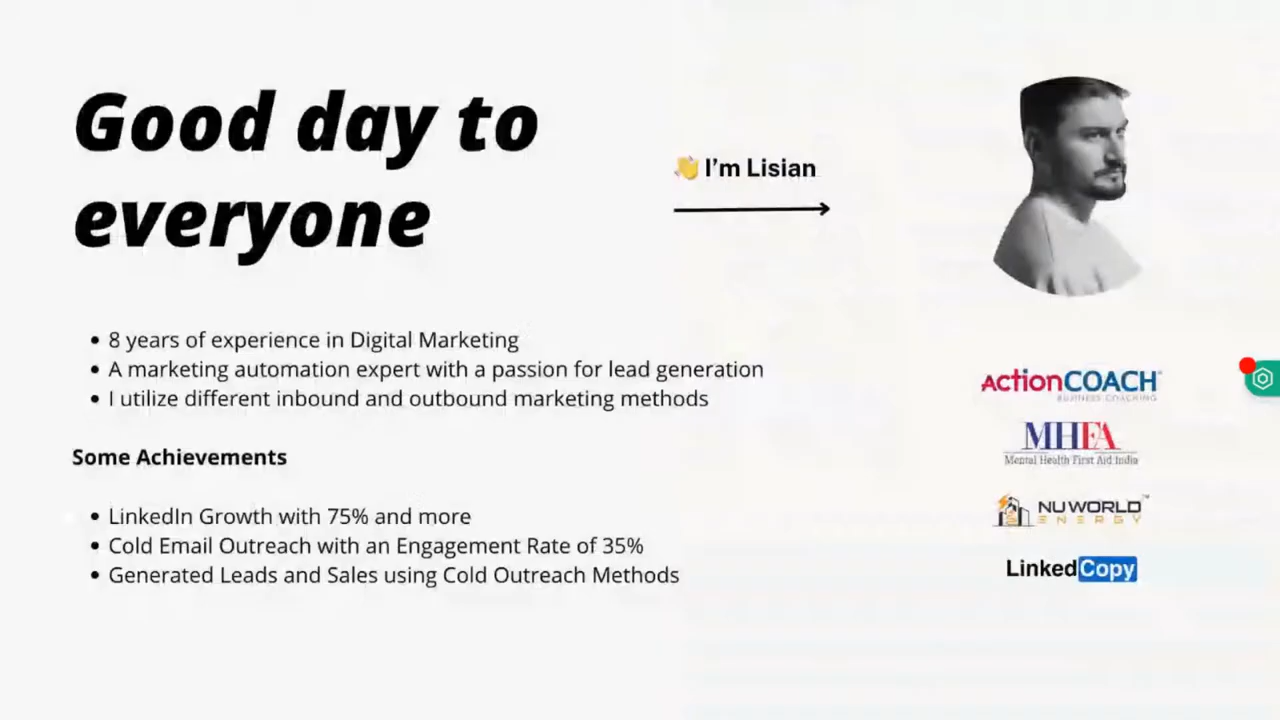 Good day to
everyone
👋 I'm Lisian
• 8 years of experience in Digital Marketing
• A marketing automation expert with a passion for lead generation
• I utilize different inbound and outbound marketing methods
Some Achievements
• LinkedIn Growth with 75% and more
• Cold Email Outreach with an Engagement Rate of 35%
• Generated Leads and Sales using Cold Outreach Methods
ActionCOACH
BUSINESS COACHING
MHFA
Mental Health First Aid India
NUWORLD™
ENERGY
LinkedCopy